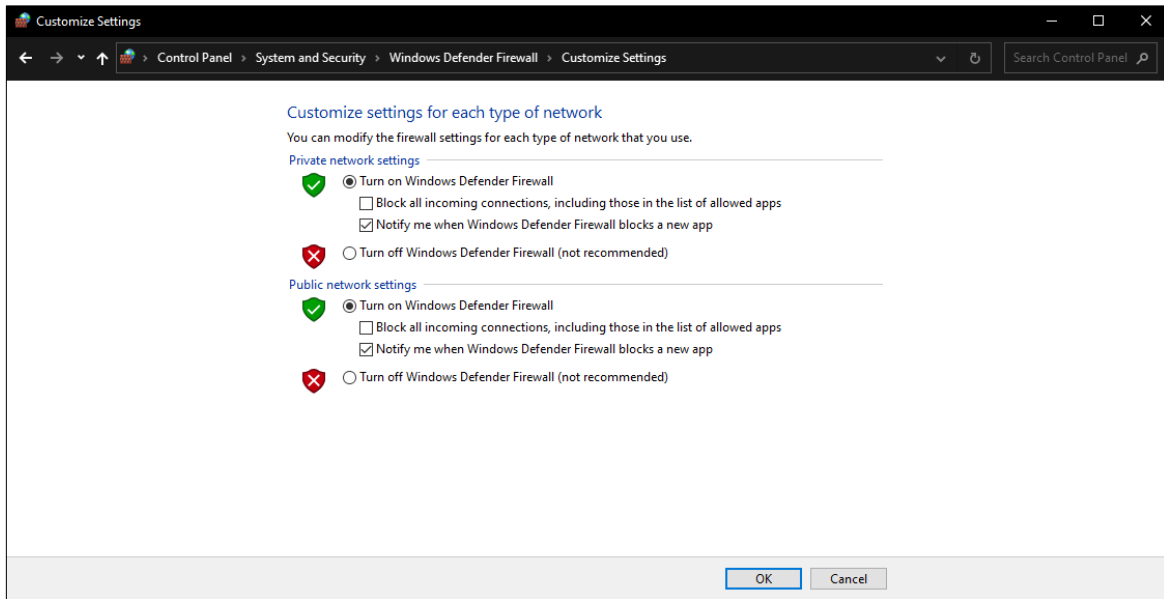 Customize Settings
Control Panel > System and Security > Windows Defender Firewall > Customize Settings
Search Control Panel
Customize settings for each type of network
You can modify the firewall settings for each type of network that you use.
Private network settings
Turn on Windows Defender Firewall
Block all incoming connections, including those in the list of allowed apps
Notify me when Windows Defender Firewall blocks a new app
Turn off Windows Defender Firewall (not recommended)
Public network settings
Turn on Windows Defender Firewall
Block all incoming connections, including those in the list of allowed apps
Notify me when Windows Defender Firewall blocks a new app
Turn off Windows Defender Firewall (not recommended)
OK
Cancel